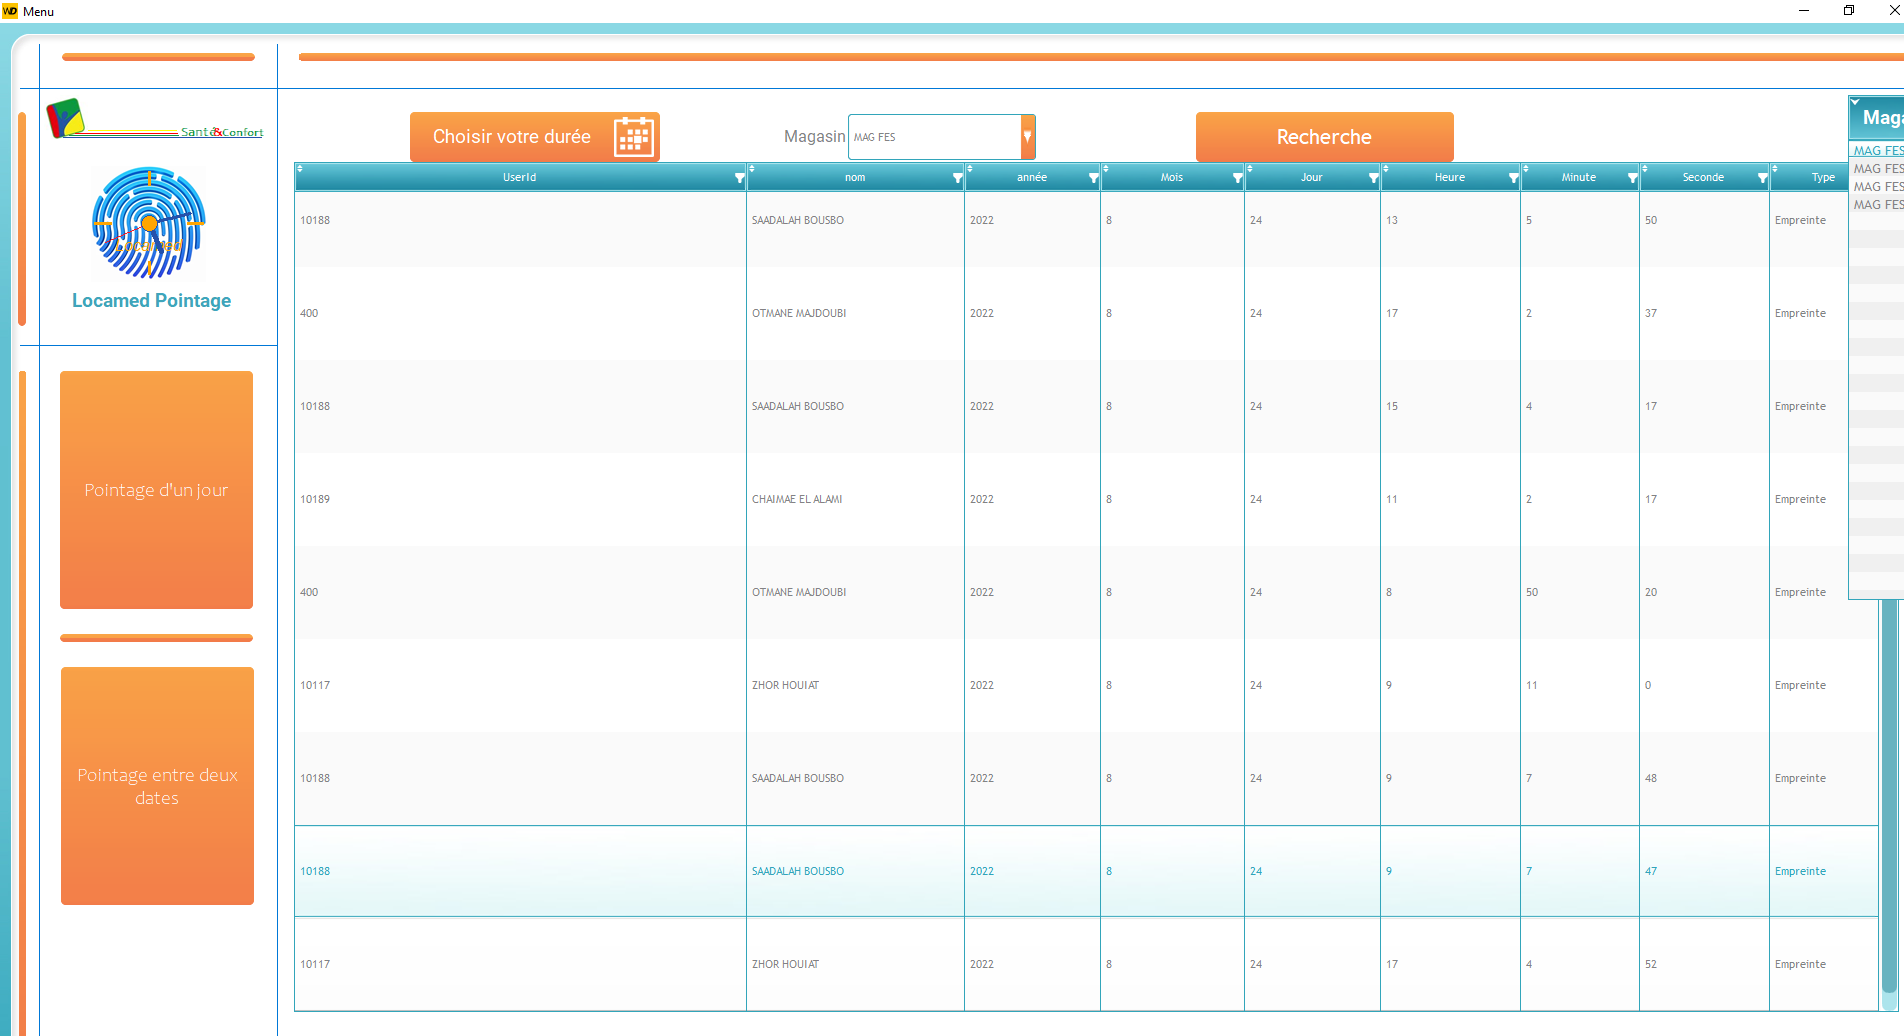 Menu
Santé&Confort
Locamed
Locamed Pointage
Pointage d'un jour
Pointage entre deux
dates
Choisir votre durée
Magasin MAG FES
Recherche
UserId nom année Mois Jour Heure Minute Seconde Type
10188 SAADALAH BOUSBO 2022 8 24 13 5 50 Empreinte
400 OTMANE MAJDOUBI 2022 8 24 17 2 37 Empreinte
10188 SAADALAH BOUSBO 2022 8 24 15 4 17 Empreinte
10189 CHAIMAE EL ALAMI 2022 8 24 11 2 17 Empreinte
400 OTMANE MAJDOUBI 2022 8 24 8 50 20 Empreinte
10117 ZHOR HOUIAT 2022 8 24 9 11 0 Empreinte
10188 SAADALAH BOUSBO 2022 8 24 9 7 48 Empreinte
10188 SAADALAH BOUSBO 2022 8 24 9 7 47 Empreinte
10117 ZHOR HOUIAT 2022 8 24 17 4 52 Empreinte
Maga
MAG FES
MAG FES
MAG FES
MAG FES